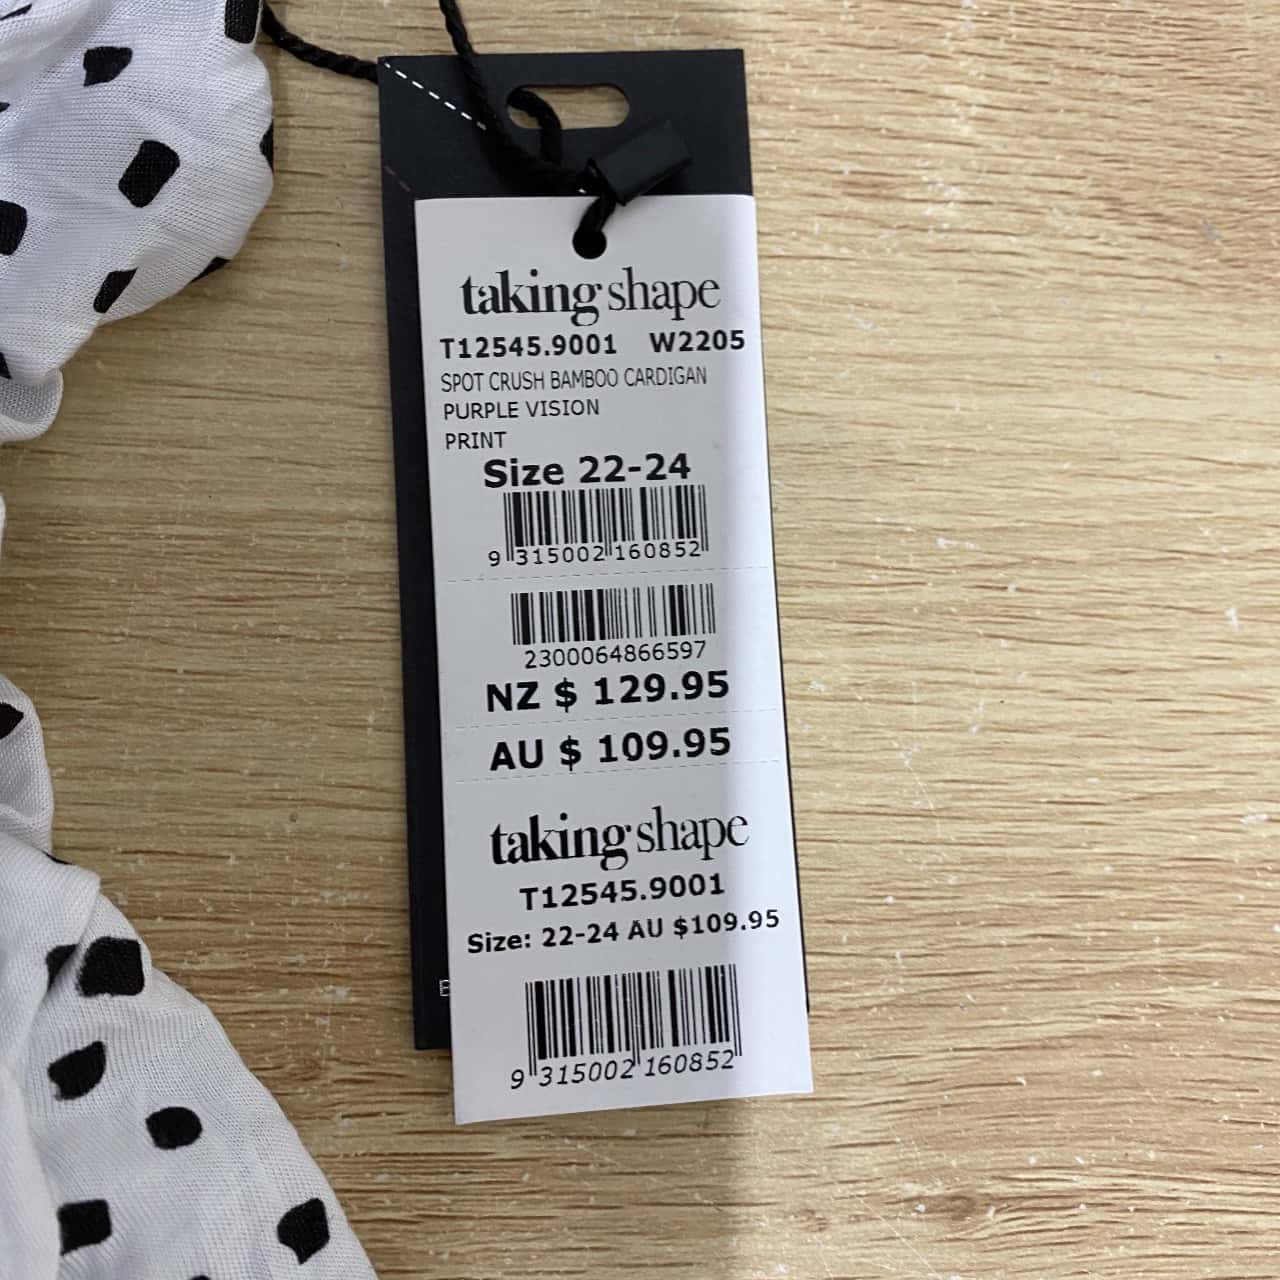 taking shape
T12545.9001 W2205
SPOT CRUSH BAMBOO CARDIGAN
PURPLE VISION
PRINT
Size 22-24
9 315002 160852
2300064866597
NZ $ 129.95
AU $ 109.95
taking shape
T12545.9001
Size: 22-24 AU $109.95
9 315002 160852